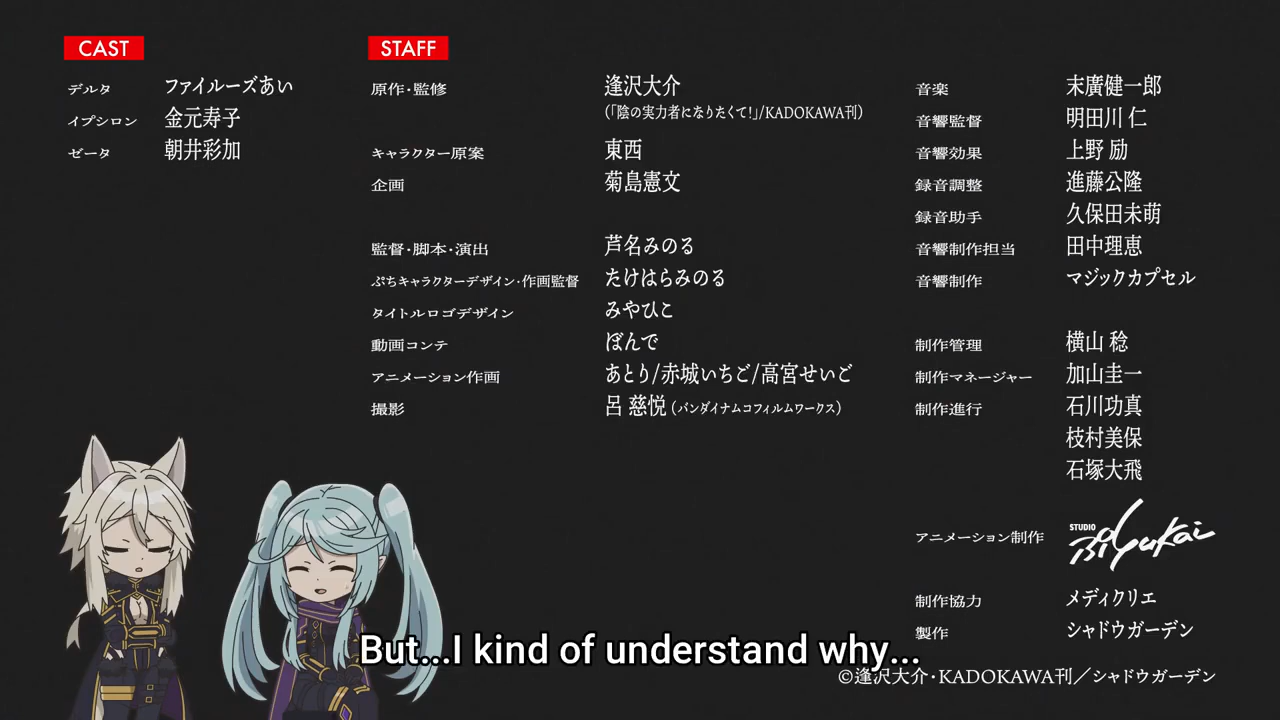 CAST
デルタ ファイルーズあい
イプシロン 金元寿子
ゼータ 朝井彩加
STAFF
原作・監修 逢沢大介
(「陰の実力者になりたくて!」/KADOKAWA刊)
キャラクター原案 東西
企画 菊島憲文
監督・脚本・演出 芦名みのる
ぷちキャラクターデザイン・作画監督 たけはらみのる
タイトルロゴデザイン みやひこ
動画コンテ ぼんで
アニメーション作画 あとり/赤城いちご/高宮せいご
撮影 呂 慈悦(バンダイナムコフィルムワークス)
音楽 末廣健一郎
音響監督 明田川 仁
音響効果 上野 励
録音調整 進藤公隆
録音助手 久保田未萌
音響制作担当 田中理恵
音響制作 マジックカプセル
制作管理 横山 稔
制作マネージャー 加山圭一
制作進行 石川功真
枝村美保
石塚大飛
アニメーション制作 STUDIO ぷYukai
制作協力 メディクリエ
製作 シャドウガーデン
But...I kind of understand why...
©逢沢大介・KADOKAWA刊／シャドウガーデン